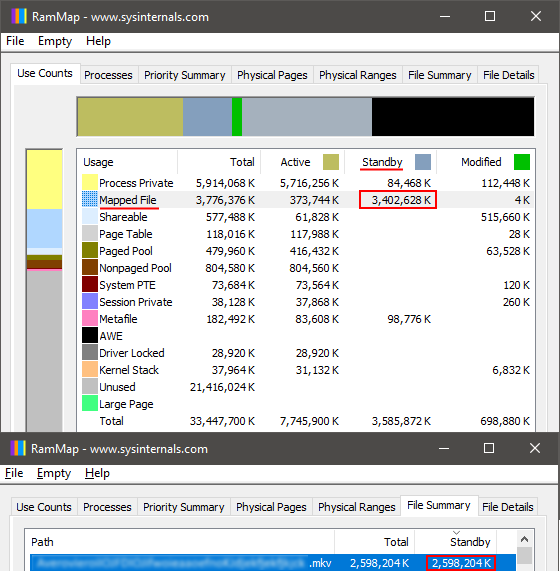 RamMap - www.sysinternals.com
File Empty Help
Use Counts Processes Priority Summary Physical Pages Physical Ranges File Summary File Details
Usage Total Active Standby Modified
Process Private 5,914,068 K 5,716,256 K 84,468 K 112,448 K
Mapped File 3,776,376 K 373,744 K 3,402,628 K 4 K
Shareable 577,488 K 61,828 K 515,660 K
Page Table 118,016 K 117,988 K 28 K
Paged Pool 479,960 K 416,432 K 63,528 K
Nonpaged Pool 804,580 K 804,580 K
System PTE 73,684 K 73,564 K 120 K
Session Private 38,128 K 37,868 K 260 K
Metafile 182,492 K 83,608 K 98,776 K
AWE
Driver Locked 28,920 K 28,920 K
Kernel Stack 37,964 K 31,132 K 6,832 K
Unused 21,416,024 K
Large Page
Total 33,447,700 K 7,745,900 K 3,585,872 K 698,880 K
RamMap - www.sysinternals.com
File Empty Help
Use Counts Processes Priority Summary Physical Pages Physical Ranges File Summary File Details
Path Total Standby
.mkv 2,598,204 K 2,598,204 K